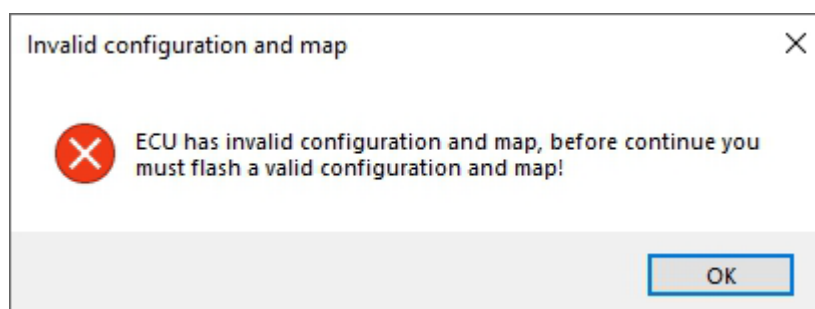 Invalid configuration and map
ECU has invalid configuration and map, before continue you
must flash a valid configuration and map!
OK